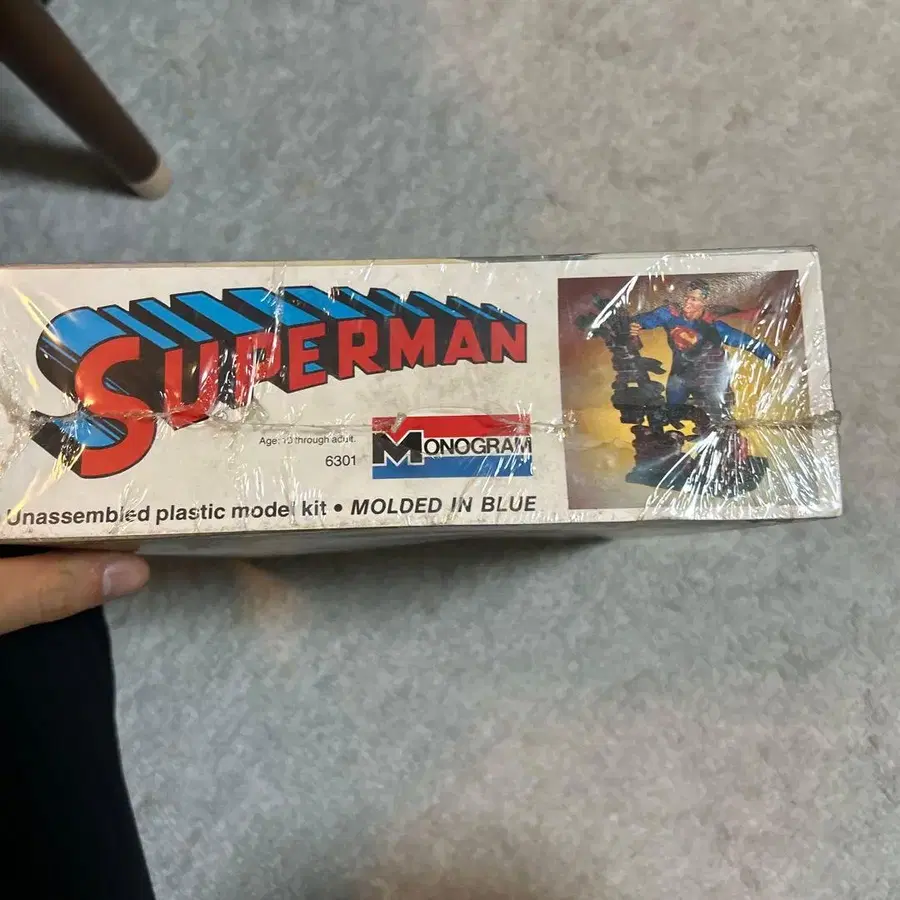 SUPERMAN
Age: 10 through adult.
6301
MONOGRAM
Unassembled plastic model kit • MOLDED IN BLUE